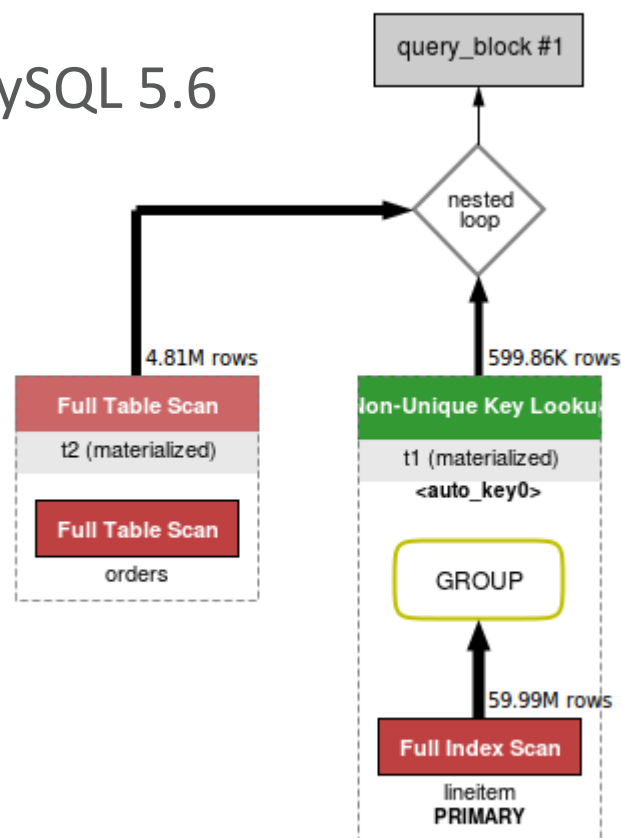 ySQL 5.6
query_block #1
nested
loop
4.81M rows
599.86K rows
Full Table Scan
t2 (materialized)
Full Table Scan
orders
Non-Unique Key Looku
t1 (materialized)
<auto_key0>
GROUP
59.99M rows
Full Index Scan
lineitem
PRIMARY